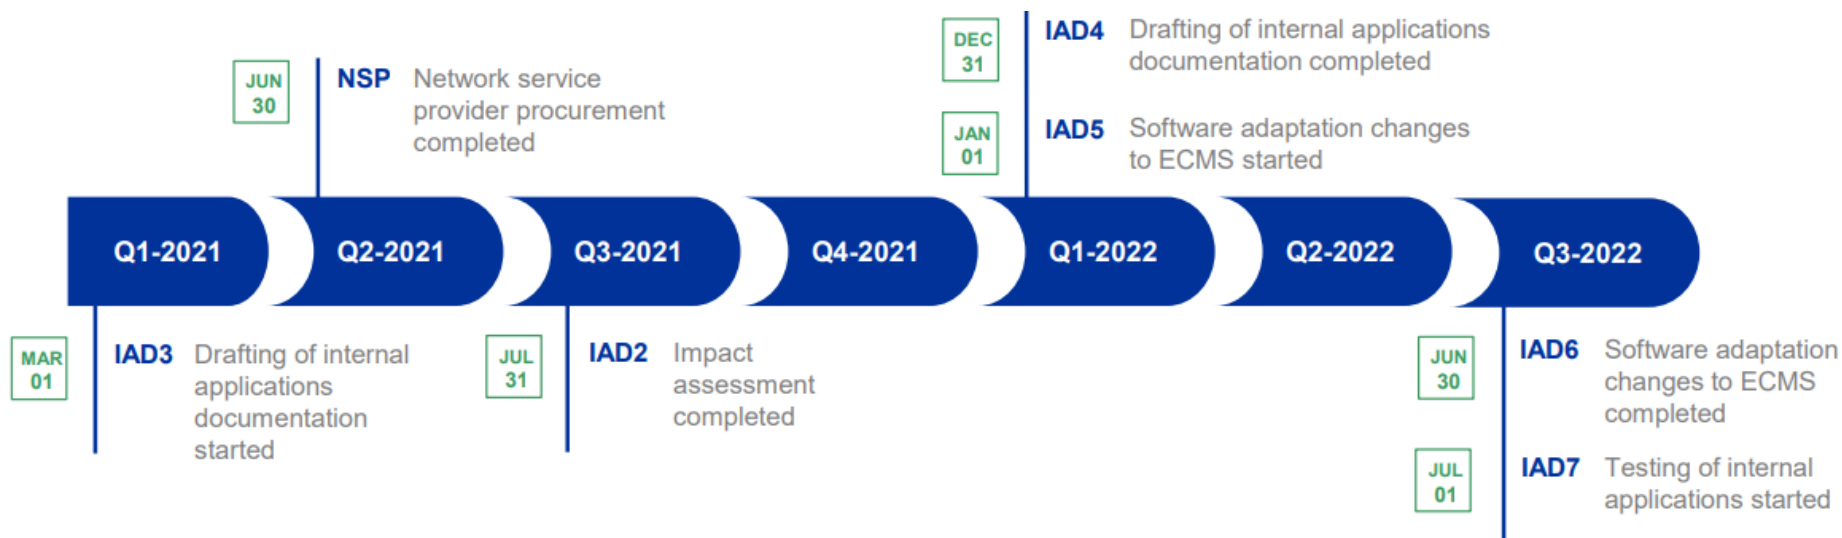 JUN
30
NSP Network service
provider procurement
completed
DEC
31
IAD4 Drafting of internal applications
documentation completed
JAN
01
IAD5 Software adaptation changes
to ECMS started
Q1-2021 Q2-2021 Q3-2021 Q4-2021 Q1-2022 Q2-2022 Q3-2022
MAR
01
IAD3 Drafting of internal
applications
documentation
started
JUL
31
IAD2 Impact
assessment
completed
JUN
30
IAD6 Software adaptation
changes to ECMS
completed
JUL
01
IAD7 Testing of internal
applications started